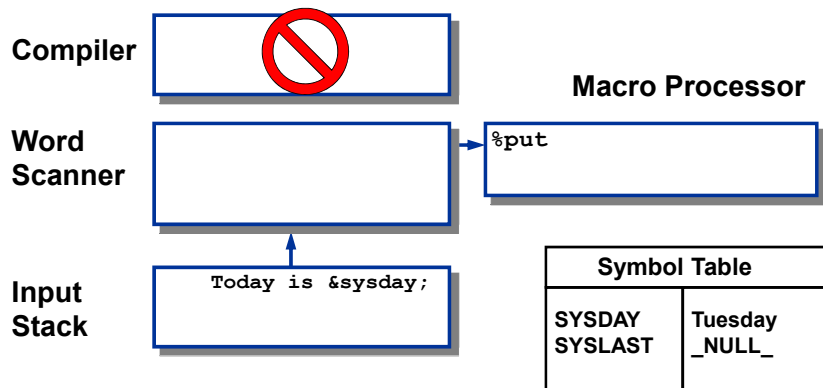 Compiler
Macro Processor
Word
Scanner
%put
Input
Stack
Today is &sysday;
Symbol Table
SYSDAY Tuesday
SYSLAST _NULL_